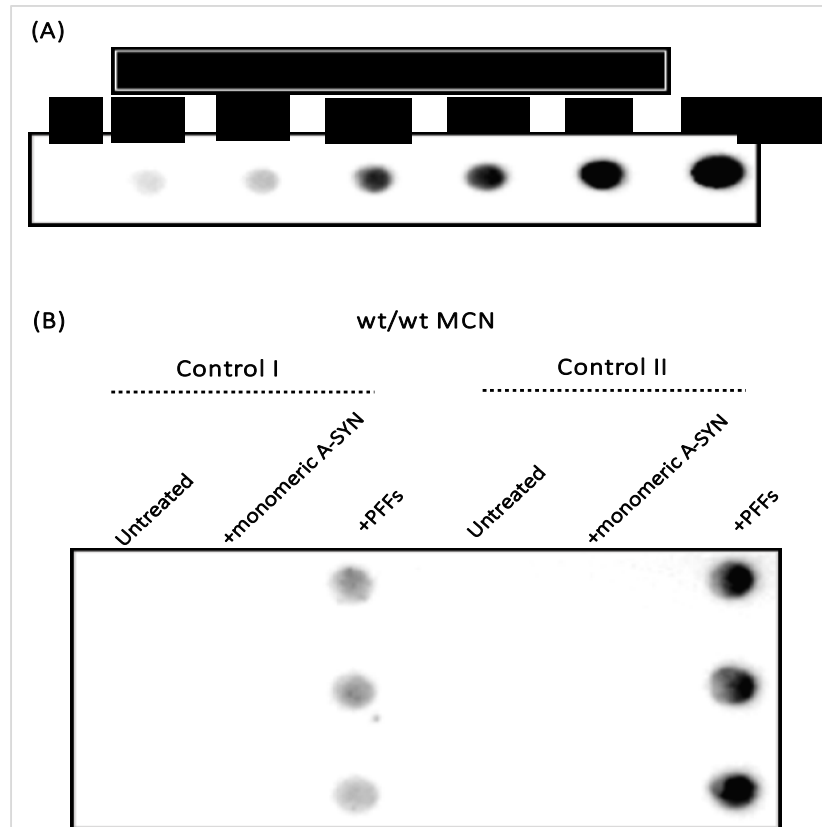 (A)
(B)
wt/wt MCN
Control I
Control II
Untreated
+monomeric A-SYN
+PFFs
Untreated
+monomeric A-SYN
+PFFs